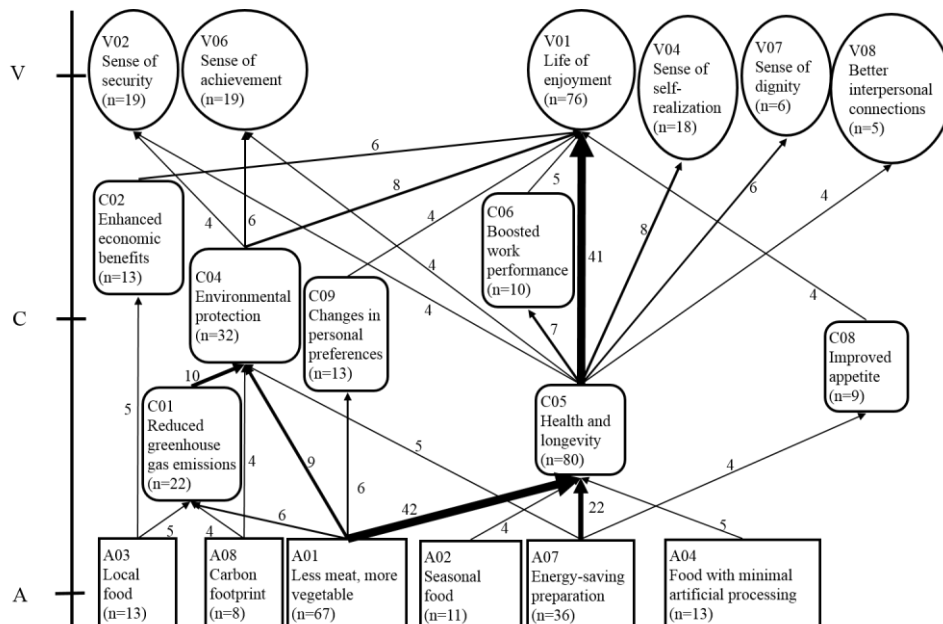 V
V02
Sense of
security
(n=19)
V06
Sense of
achievement
(n=19)
V01
Life of
enjoyment
(n=76)
V04
Sense of
self-
realization
(n=18)
V07
Sense of
dignity
(n=6)
V08
Better
interpersonal
connections
(n=5)
6
8
4
6
4
5
41
8
6
4
4
4
4
C
C02
Enhanced
economic
benefits
(n=13)
C04
Environmental
protection
(n=32)
C09
Changes in
personal
preferences
(n=13)
C06
Boosted
work
performance
(n=10)
C08
Improved
appetite
(n=9)
C01
Reduced
greenhouse
gas emissions
(n=22)
C05
Health and
longevity
(n=80)
10
7
5
4
9
5
4
6
42
22
5
4
6
4
5
A
A03
Local
food
(n=13)
A08
Carbon
footprint
(n=8)
A01
Less meat, more
vegetable
(n=67)
A02
Seasonal
food
(n=11)
A07
Energy-saving
preparation
(n=36)
A04
Food with minimal
artificial processing
(n=13)